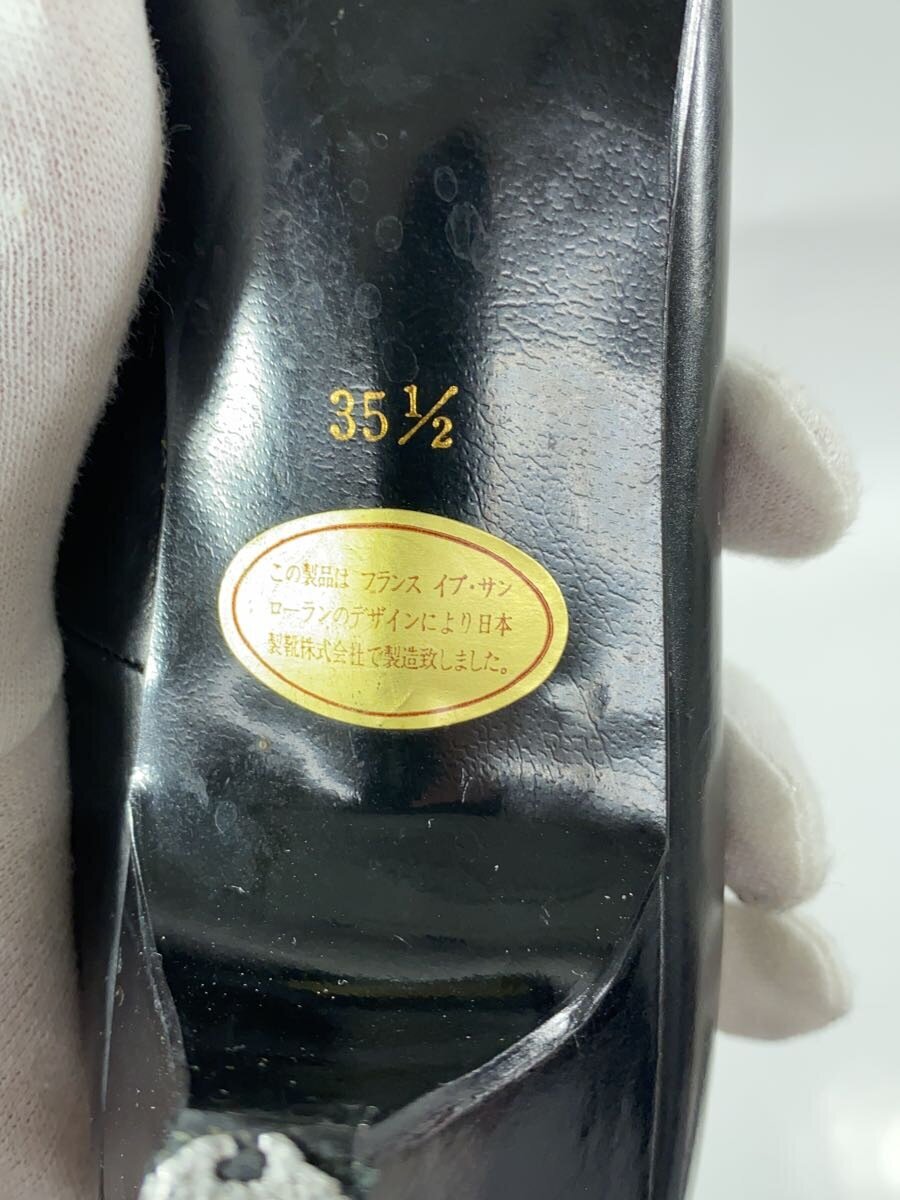 35 ½
この製品は フランス イブ・サン
ローランのデザインにより日本
製靴株式会社で製造致しました。